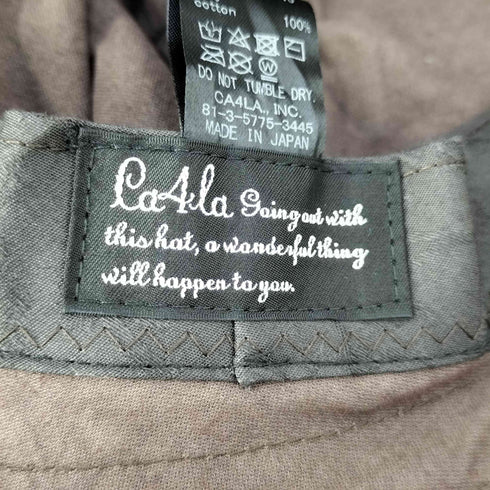 cotton 100%
DO NOT TUMBLE DRY.
CA4LA., INC.
81-3-5775-3445
MADE IN JAPAN
Ca4la Going out with
this hat, a wonderful thing
will happen to you.